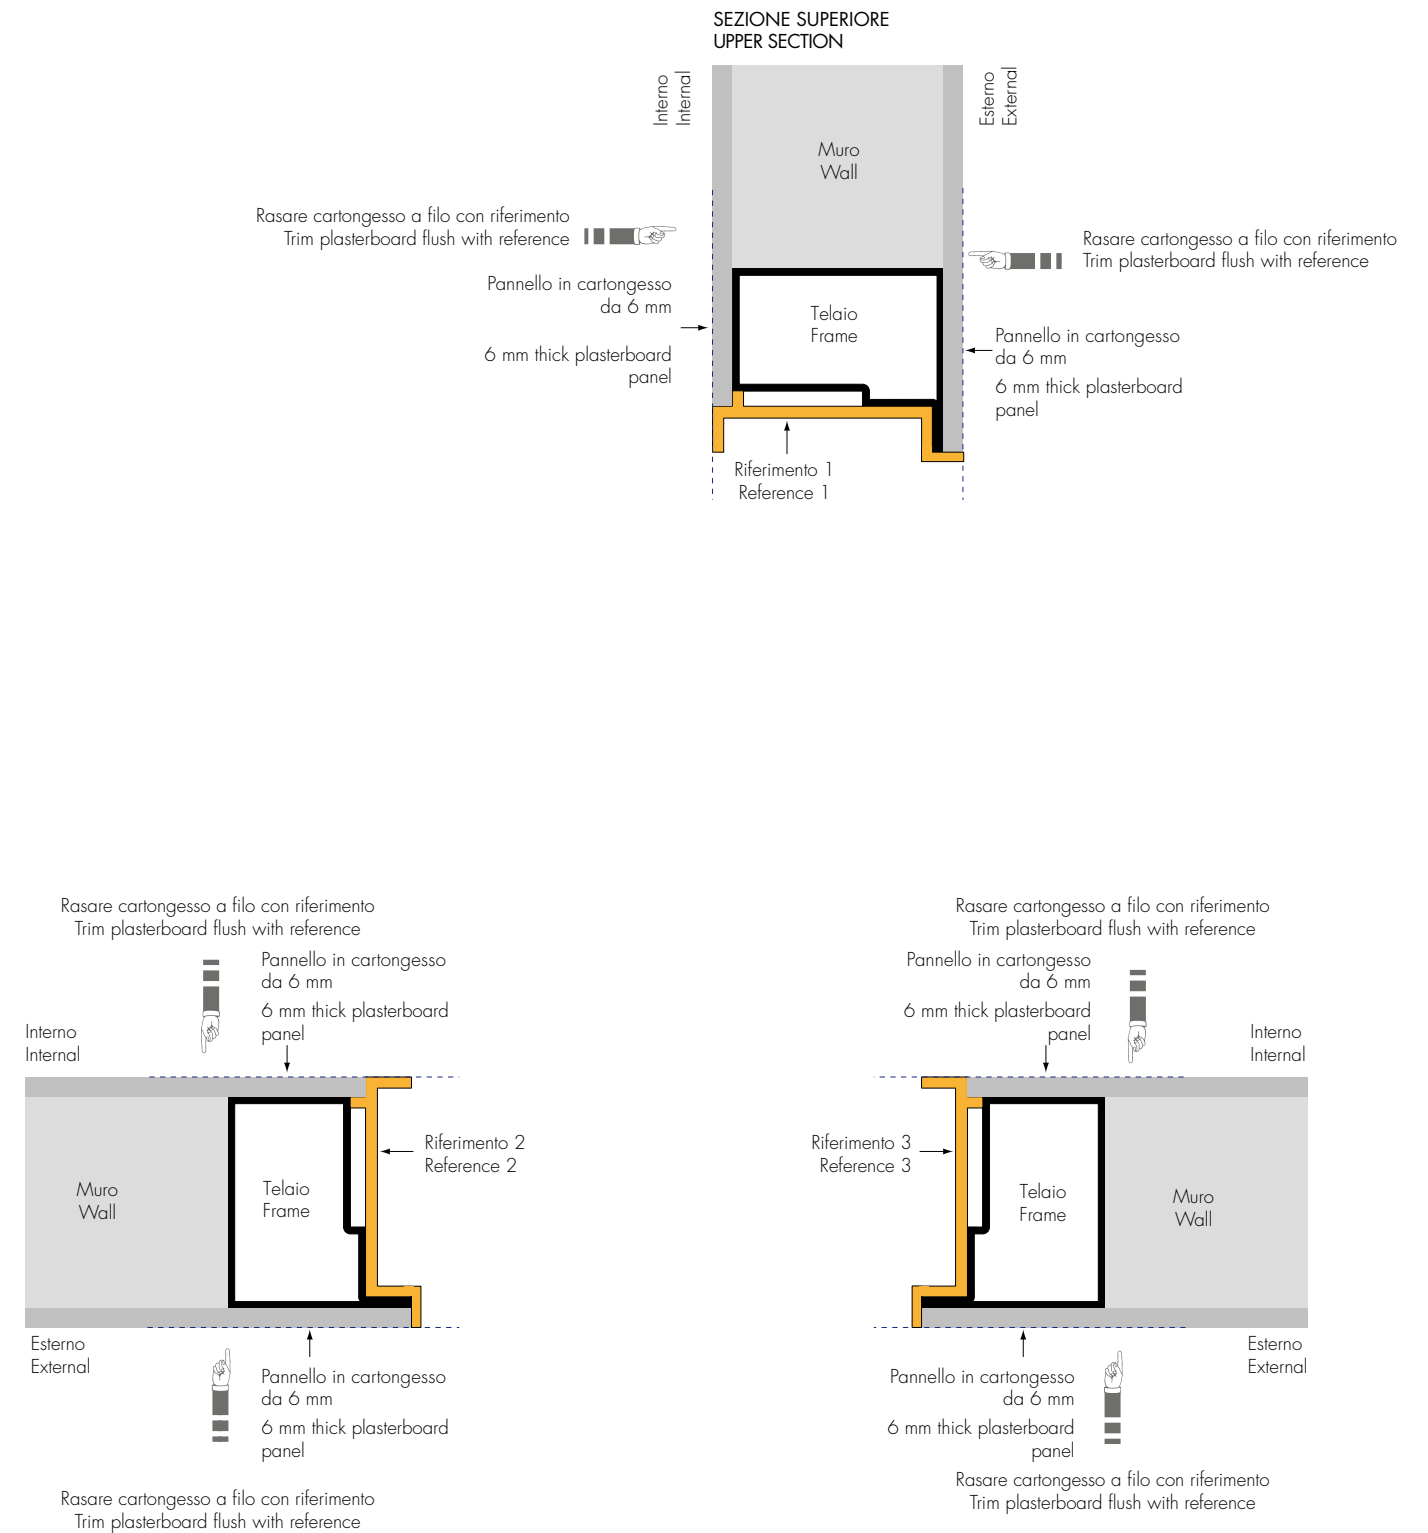 SEZIONE SUPERIORE
UPPER SECTION
Interno
Internal
Esterno
External
Muro
Wall
Rasare cartongesso a filo con riferimento
Trim plasterboard flush with reference
Rasare cartongesso a filo con riferimento
Trim plasterboard flush with reference
Pannello in cartongesso
da 6 mm
6 mm thick plasterboard
panel
Telaio
Frame
Pannello in cartongesso
da 6 mm
6 mm thick plasterboard
panel
Riferimento 1
Reference 1
Rasare cartongesso a filo con riferimento
Trim plasterboard flush with reference
Pannello in cartongesso
da 6 mm
6 mm thick plasterboard
panel
Interno
Internal
Muro
Wall
Telaio
Frame
Riferimento 2
Reference 2
Esterno
External
Pannello in cartongesso
da 6 mm
6 mm thick plasterboard
panel
Rasare cartongesso a filo con riferimento
Trim plasterboard flush with reference
Rasare cartongesso a filo con riferimento
Trim plasterboard flush with reference
Pannello in cartongesso
da 6 mm
6 mm thick plasterboard
panel
Interno
Internal
Riferimento 3
Reference 3
Telaio
Frame
Muro
Wall
Esterno
External
Pannello in cartongesso
da 6 mm
6 mm thick plasterboard
panel
Rasare cartongesso a filo con riferimento
Trim plasterboard flush with reference